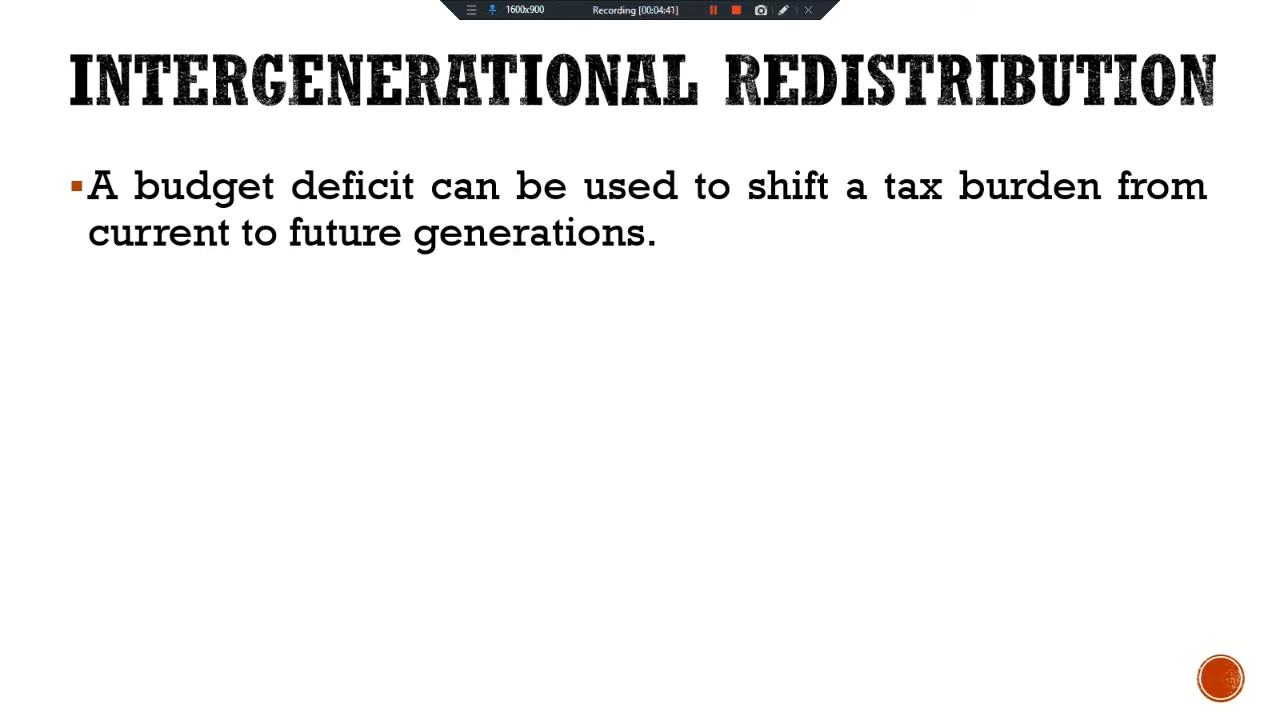 1600x900 Recording [00:04:41]
INTERGENERATIONAL REDISTRIBUTION
▪A budget deficit can be used to shift a tax burden from
current to future generations.